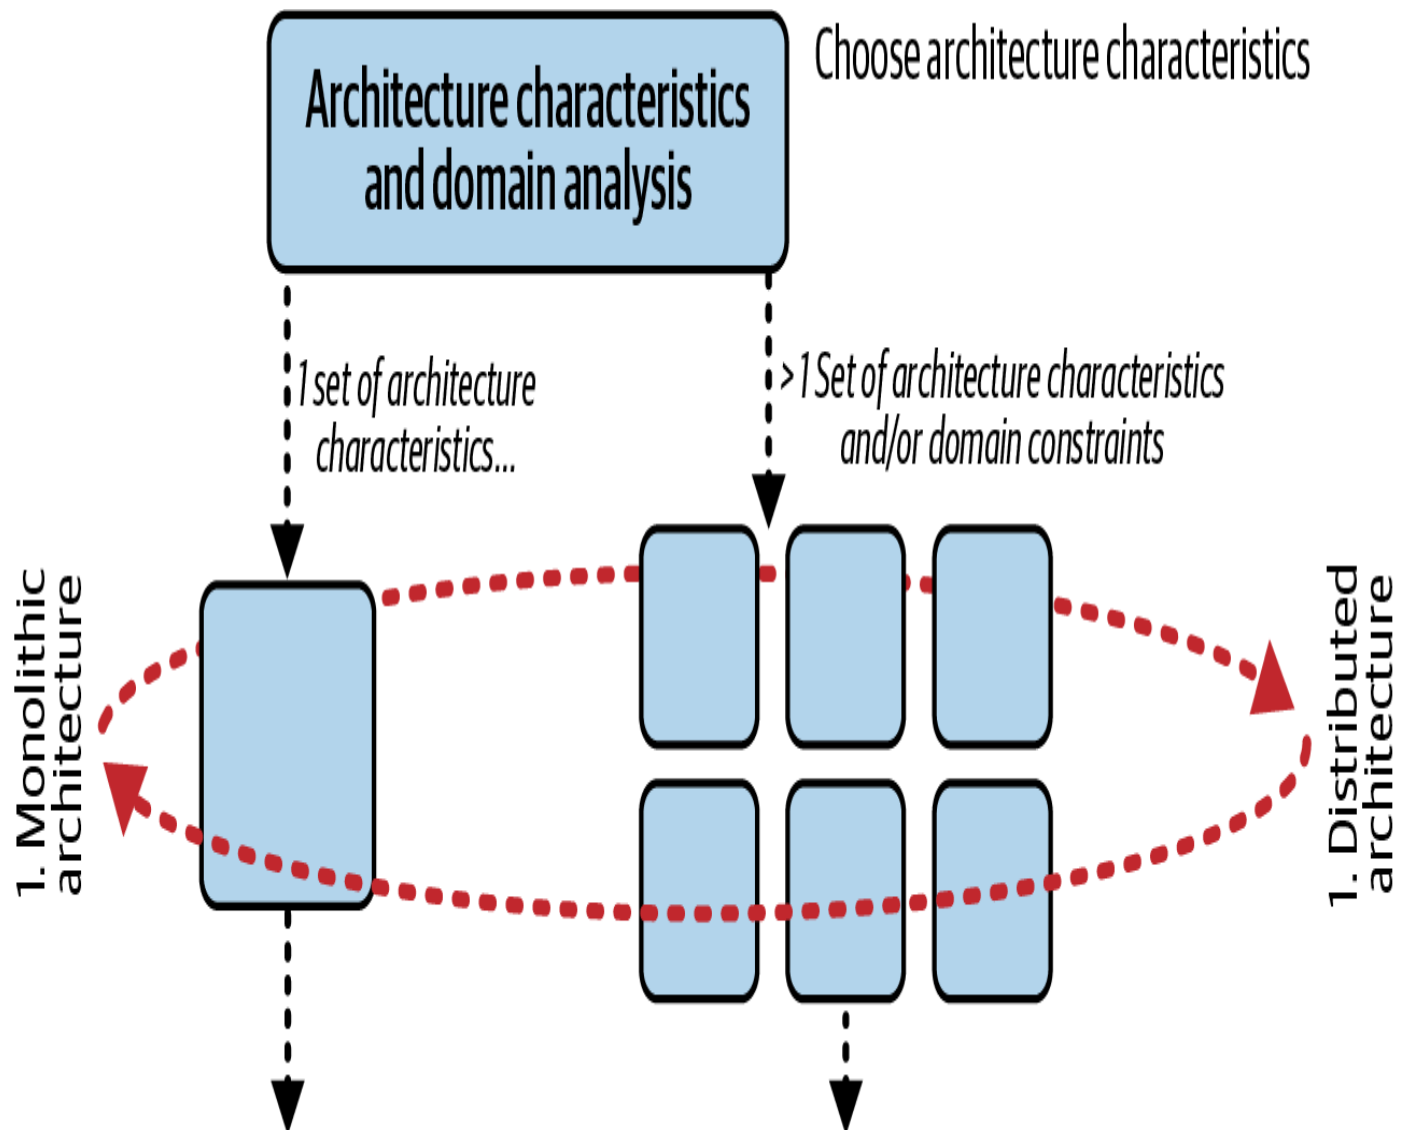 Choose architecture characteristics
Architecture characteristics
and domain analysis
1 set of architecture
characteristics...
> 1 Set of architecture characteristics
and/or domain constraints
1. Monolithic
architecture
1. Distributed
architecture